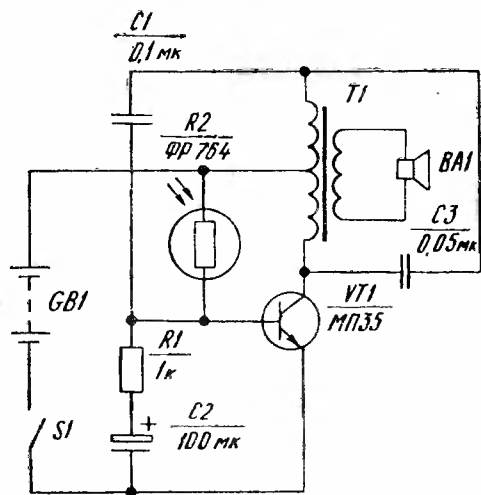 C1
0,1 мк
T1
R2
ФР 764
BA1
C3
0,05 мк
GB1
VT1
МП35
R1
1к
+
C2
100 мк
S1